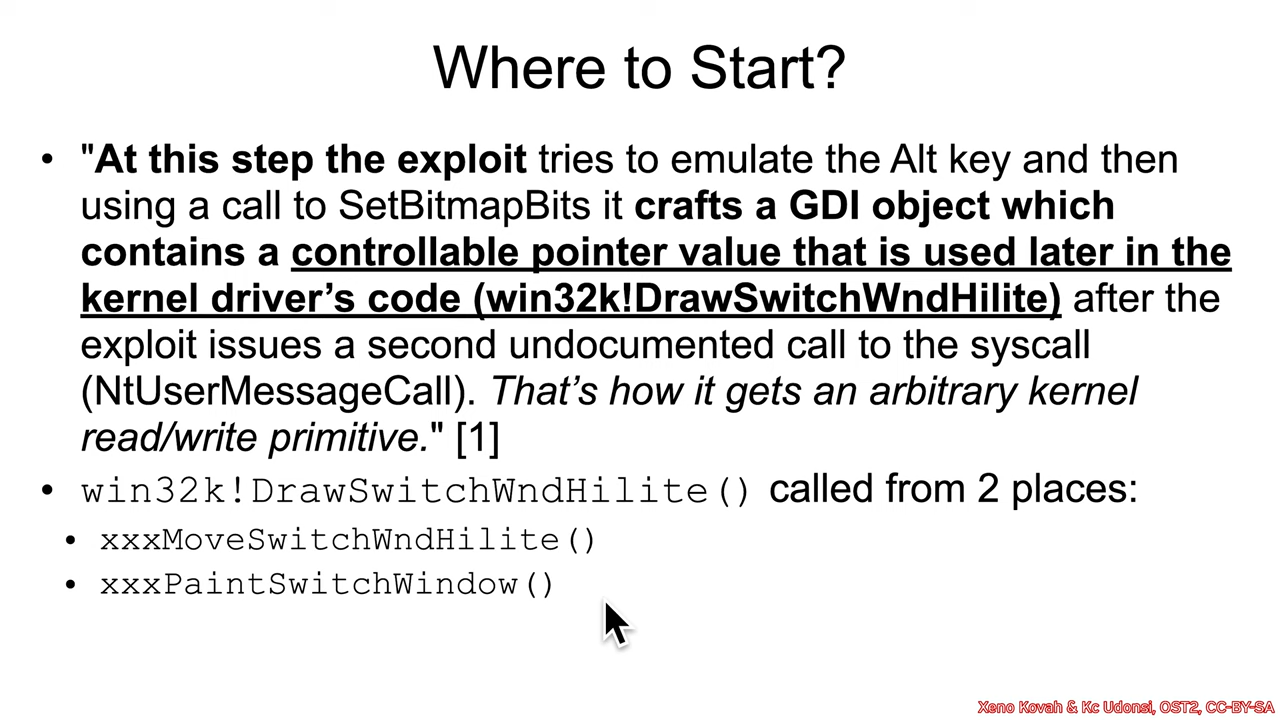 Where to Start?
• "At this step the exploit tries to emulate the Alt key and then
using a call to SetBitmapBits it crafts a GDI object which
contains a controllable pointer value that is used later in the
kernel driver’s code (win32k!DrawSwitchWndHilite) after the
exploit issues a second undocumented call to the syscall
(NtUserMessageCall). That’s how it gets an arbitrary kernel
read/write primitive." [1]
• win32k!DrawSwitchWndHilite() called from 2 places:
• xxxMoveSwitchWndHilite()
• xxxPaintSwitchWindow()
Xeno Kovah & Kc Udonsi, OST2, CC-BY-SA